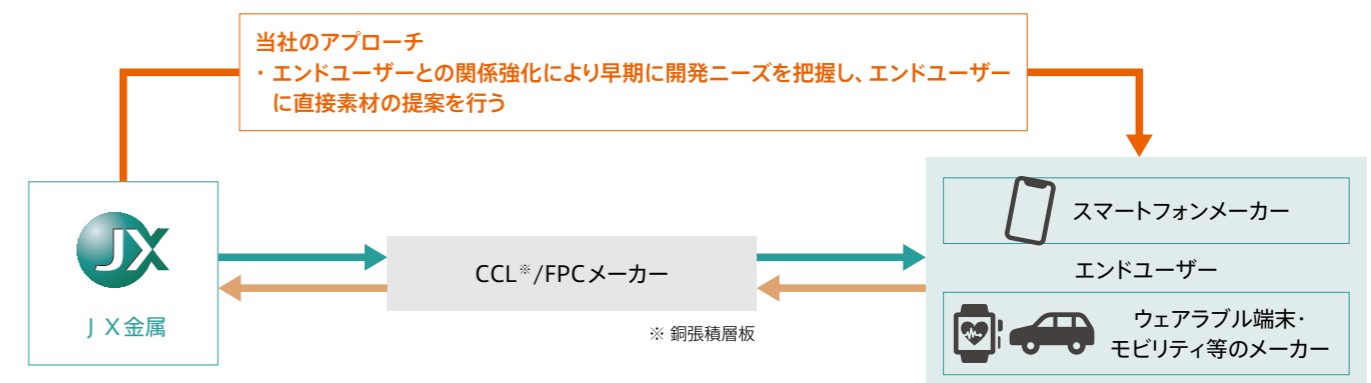 当社のアプローチ
・エンドユーザーとの関係強化により早期に開発ニーズを把握し、エンドユーザー
に直接素材の提案を行う
JX
JX金属
CCL※/FPCメーカー
※ 銅張積層板
スマートフォンメーカー
エンドユーザー
ウェアラブル端末・
モビリティ等のメーカー